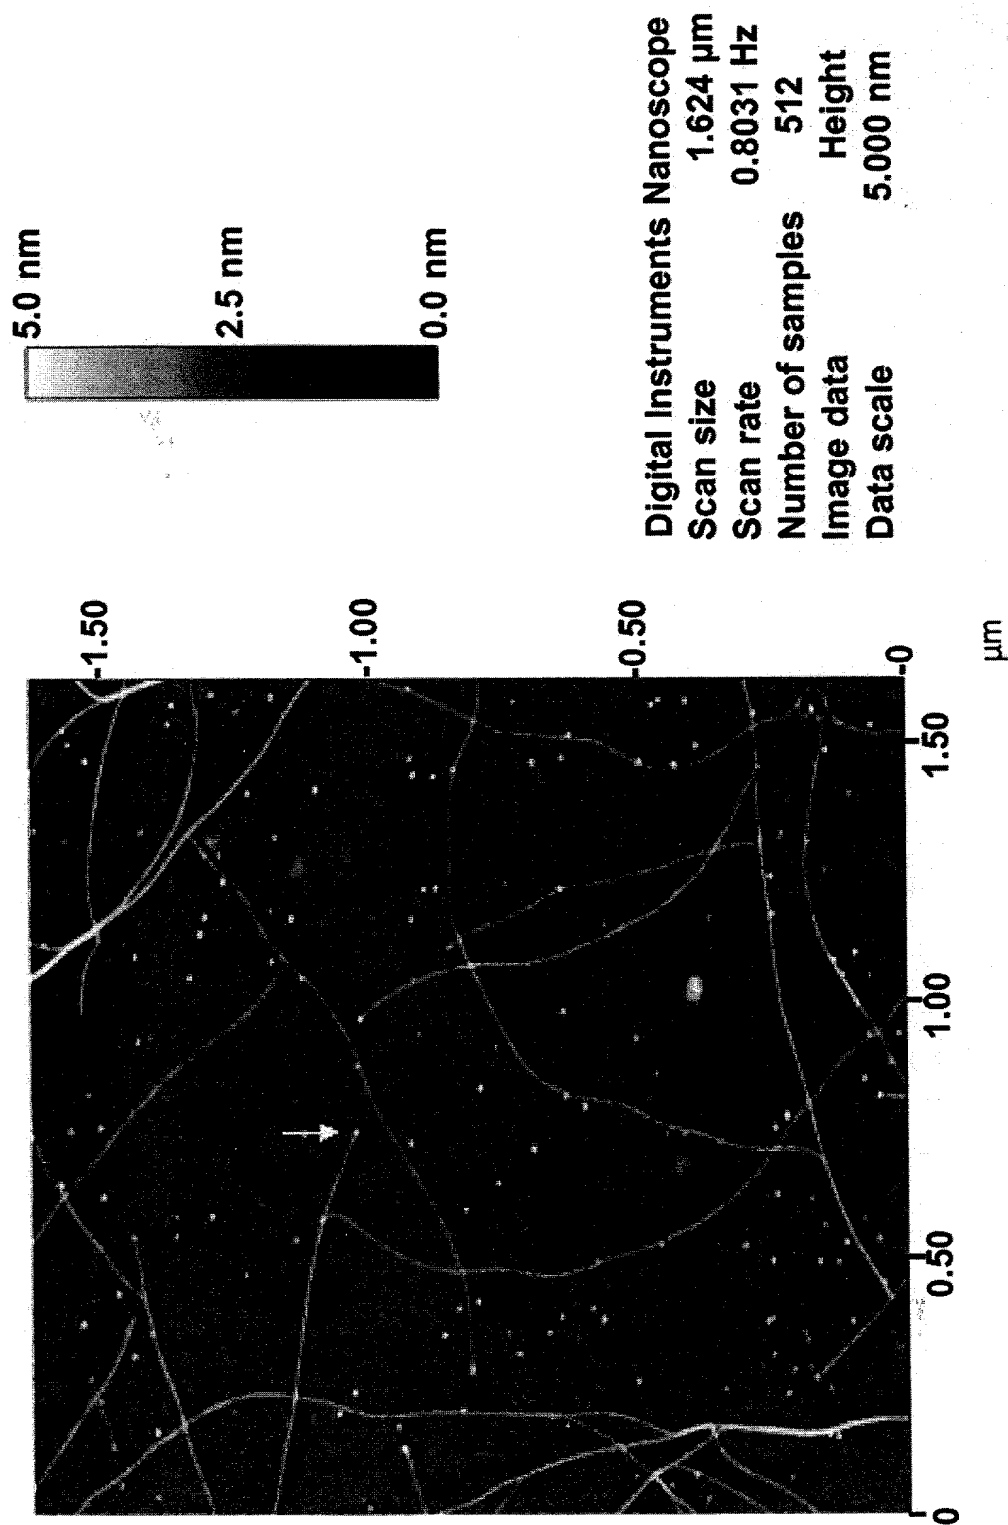 5.0 nm
2.5 nm
0.0 nm
Digital Instruments Nanoscope
Scan size 1.624 µm
Scan rate 0.8031 Hz
Number of samples 512
Image data Height
Data scale 5.000 nm
-1.50
-1.00
-0.50
-0
µm
0
0.50
1.00
1.50